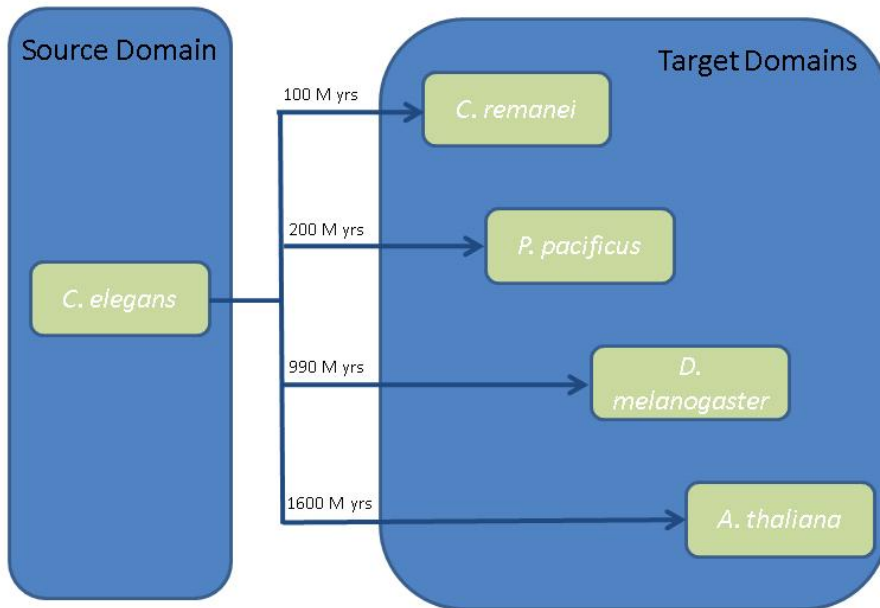 Source Domain
Target Domains
100 M yrs
C. remanei
200 M yrs
P. pacificus
C. elegans
990 M yrs
D.
melanogaster
1600 M yrs
A. thaliana